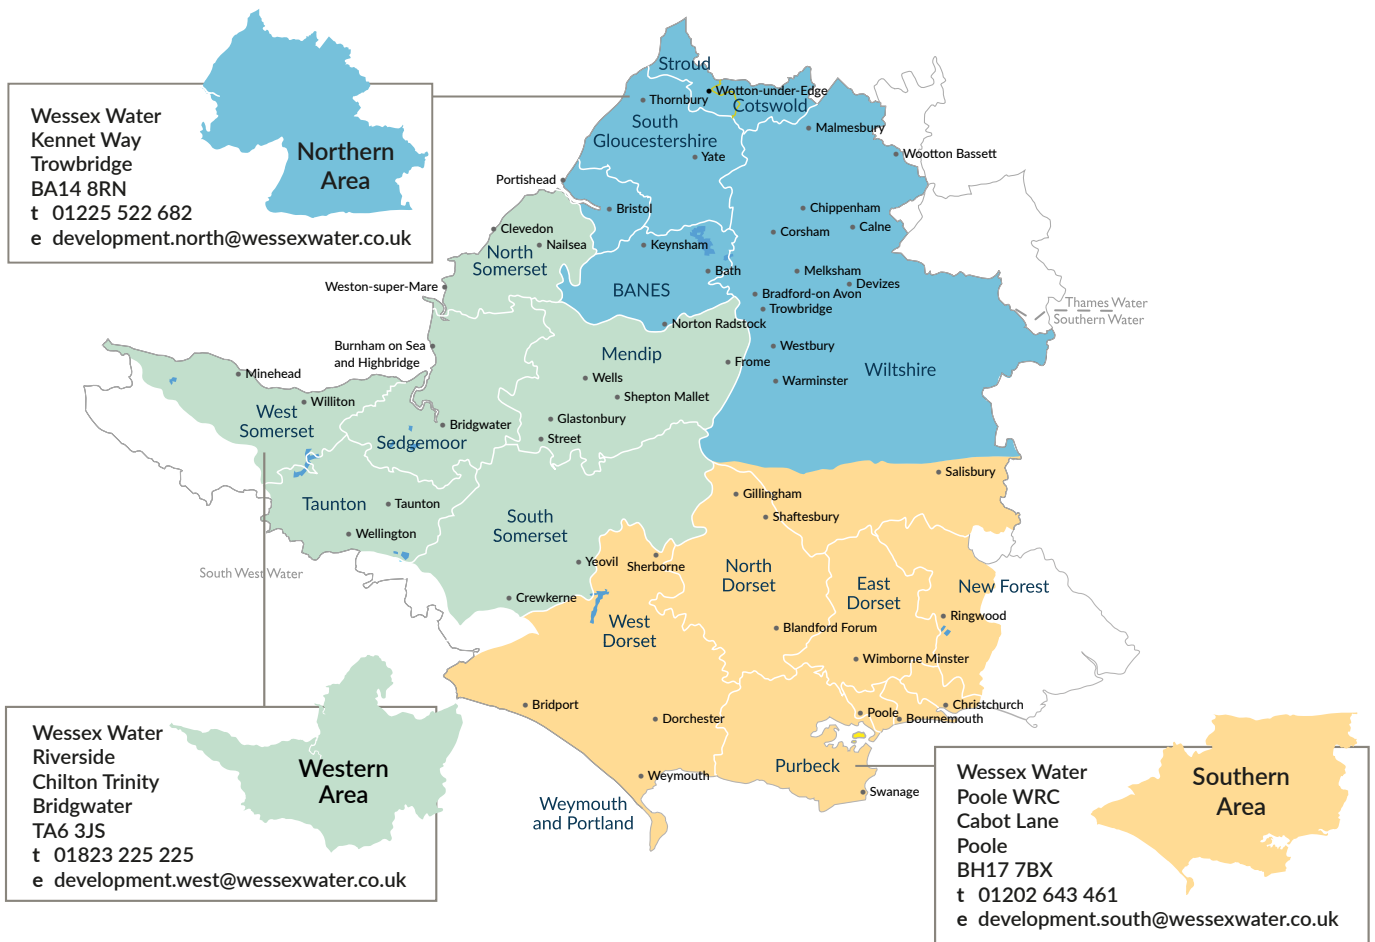 Wessex Water
Kennet Way
Trowbridge
BA14 8RN
t 01225 522 682
e development.north@wessexwater.co.uk
Northern
Area
Stroud
Wotton-under-Edge
Cotswold
Thornbury
South
Gloucestershire
Malmesbury
Yate
Wootton Bassett
Portishead
Bristol
Chippenham
Clevedon
Corsham
Calne
Nailsea
Keynsham
North
Somerset
Bath
Melksham
Devizes
Weston-super-Mare
BANES
Bradford-on Avon
Trowbridge
Thames Water
Southern Water
Norton Radstock
Burnham on Sea
and Highbridge
Mendip
Westbury
Frome
Wiltshire
Minehead
Wells
Warminster
Williton
Shepton Mallet
West
Somerset
Glastonbury
Bridgwater
Sedgemoor
Street
Salisbury
Gillingham
Taunton
Taunton
Shaftesbury
South
Somerset
Wellington
Yeovil
Sherborne
North
Dorset
South West Water
East
Dorset
New Forest
Crewkerne
Ringwood
West
Dorset
Blandford Forum
Wimborne Minster
Bridport
Dorchester
Poole
Christchurch
Bournemouth
Purbeck
Weymouth
Swanage
Weymouth
and Portland
Wessex Water
Riverside
Chilton Trinity
Bridgwater
TA6 3JS
t 01823 225 225
e development.west@wessexwater.co.uk
Western
Area
Wessex Water
Poole WRC
Cabot Lane
Poole
BH17 7BX
t 01202 643 461
e development.south@wessexwater.co.uk
Southern
Area